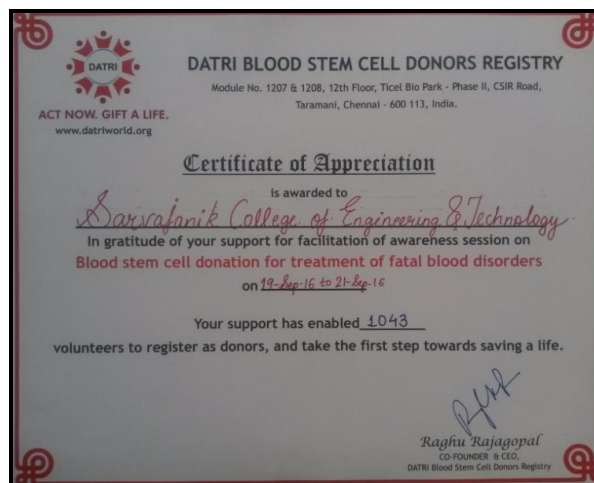 DATRI
ACT NOW. GIFT A LIFE.
www.datriworld.org
DATRI BLOOD STEM CELL DONORS REGISTRY
Module No. 1207 & 1208, 12th Floor, Ticel Bio Park - Phase II, CSIR Road,
Taramani, Chennai - 600 113, India.
Certificate of Appreciation
is awarded to
Sarvajanik College of Engineering & Technology
In gratitude of your support for facilitation of awareness session on
Blood stem cell donation for treatment of fatal blood disorders
on 19-Sep-16 to 21-Sep-16
Your support has enabled 1043
volunteers to register as donors, and take the first step towards saving a life.
Raghu Rajagopal
CO-FOUNDER & CEO,
DATRI Blood Stem Cell Donors Registry